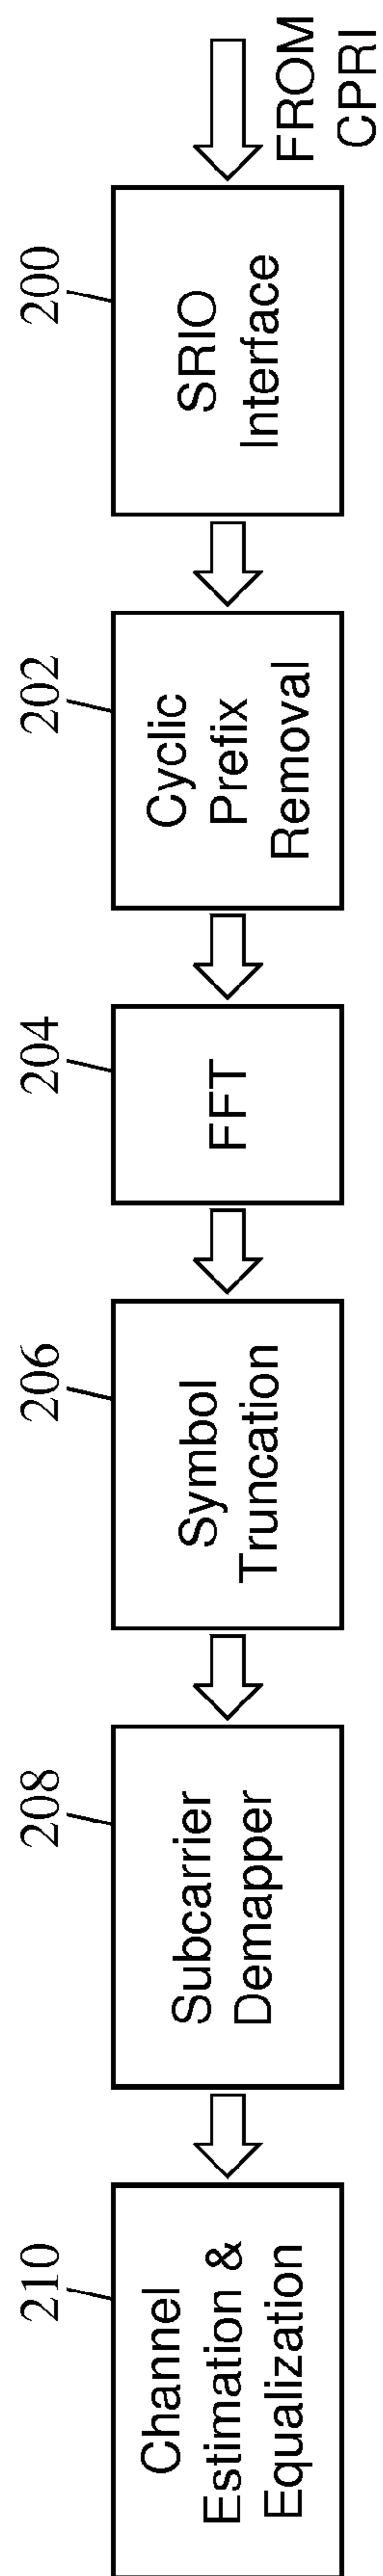 FROM
CPRI
200
SRIO
Interface
202
Cyclic
Prefix
Removal
204
FFT
206
Symbol
Truncation
208
Subcarrier
Demapper
210
Channel
Estimation &
Equalization